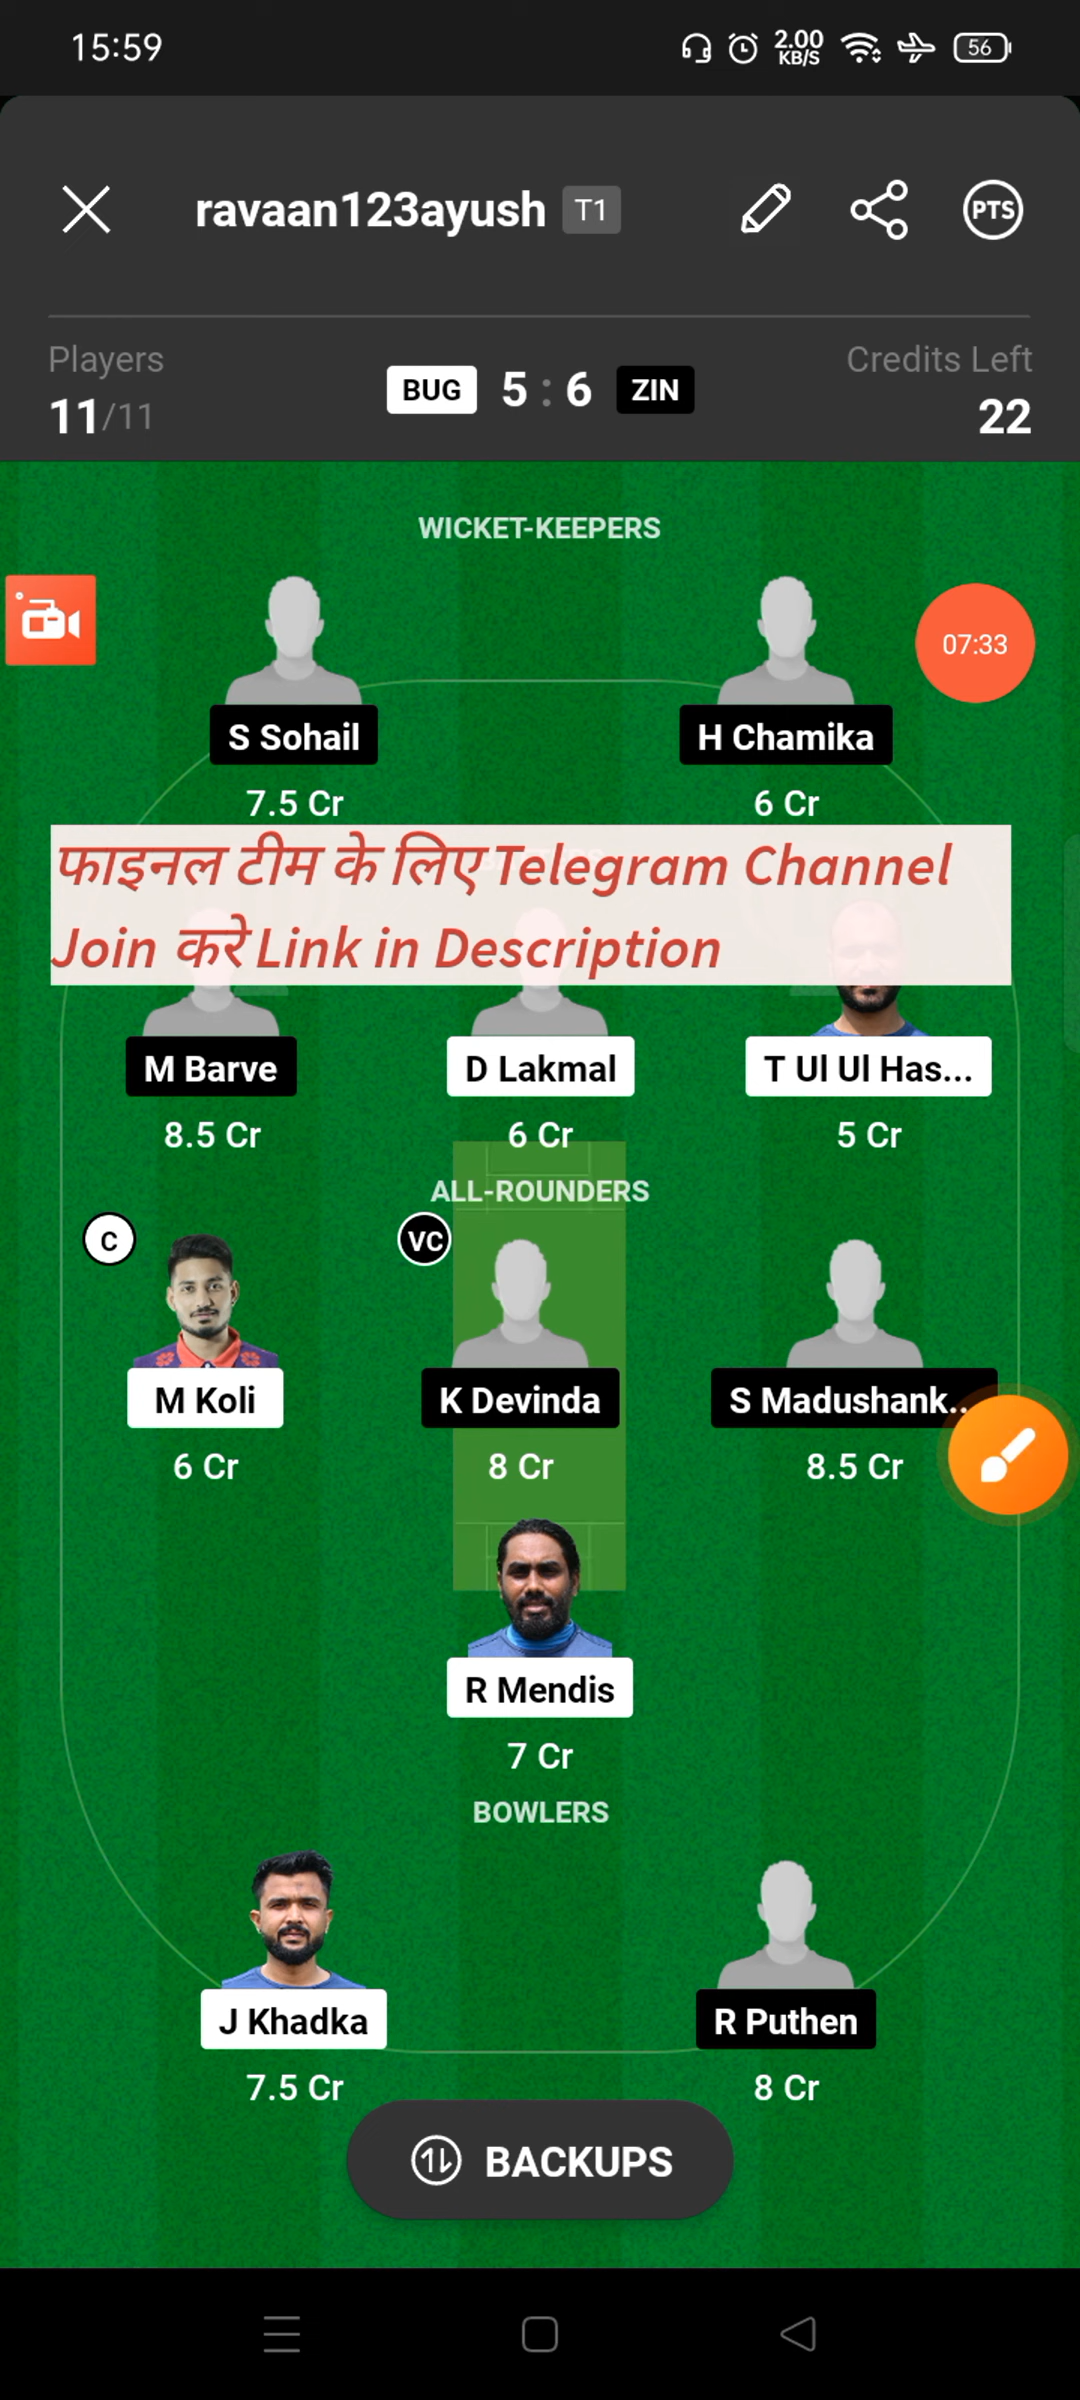 15:59
2.00
KB/S
56
ravaan123ayush T1
PTS
Players
Credits Left
11/11
BUG 5 : 6 ZIN
22
WICKET-KEEPERS
07:33
S Sohail
H Chamika
7.5 Cr
6 Cr
फाइनल टीम के लिए Telegram Channel
Join करे Link in Description
M Barve
D Lakmal
T Ul Ul Has...
8.5 Cr
6 Cr
5 Cr
ALL-ROUNDERS
C
VC
M Koli
K Devinda
S Madushank..
6 Cr
8 Cr
8.5 Cr
R Mendis
7 Cr
BOWLERS
J Khadka
R Puthen
7.5 Cr
8 Cr
BACKUPS